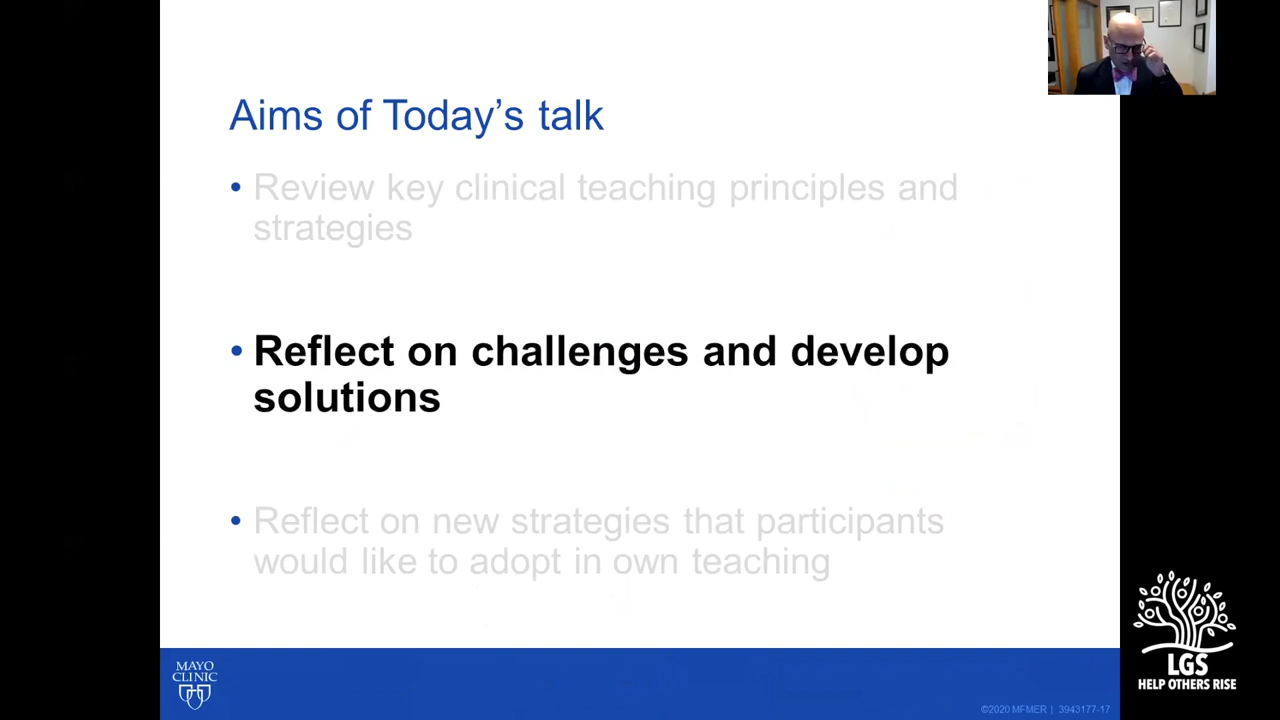 Aims of Today's talk
• Review key clinical teaching principles and
strategies
• Reflect on challenges and develop
solutions
• Reflect on new strategies that participants
would like to adopt in own teaching
MAYO
CLINIC
©2020 MFMER | 3943177-17
LGS
HELP OTHERS RISE